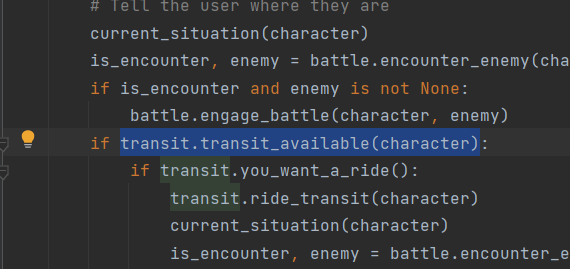 # Tell the user where they are
current_situation(character)
is_encounter, enemy = battle.encounter_enemy(cha
if is_encounter and enemy is not None:
battle.engage_battle(character, enemy)
if transit.transit_available(character):
if transit.you_want_a_ride():
transit.ride_transit(character)
current_situation(character)
is_encounter, enemy = battle.encounter_e